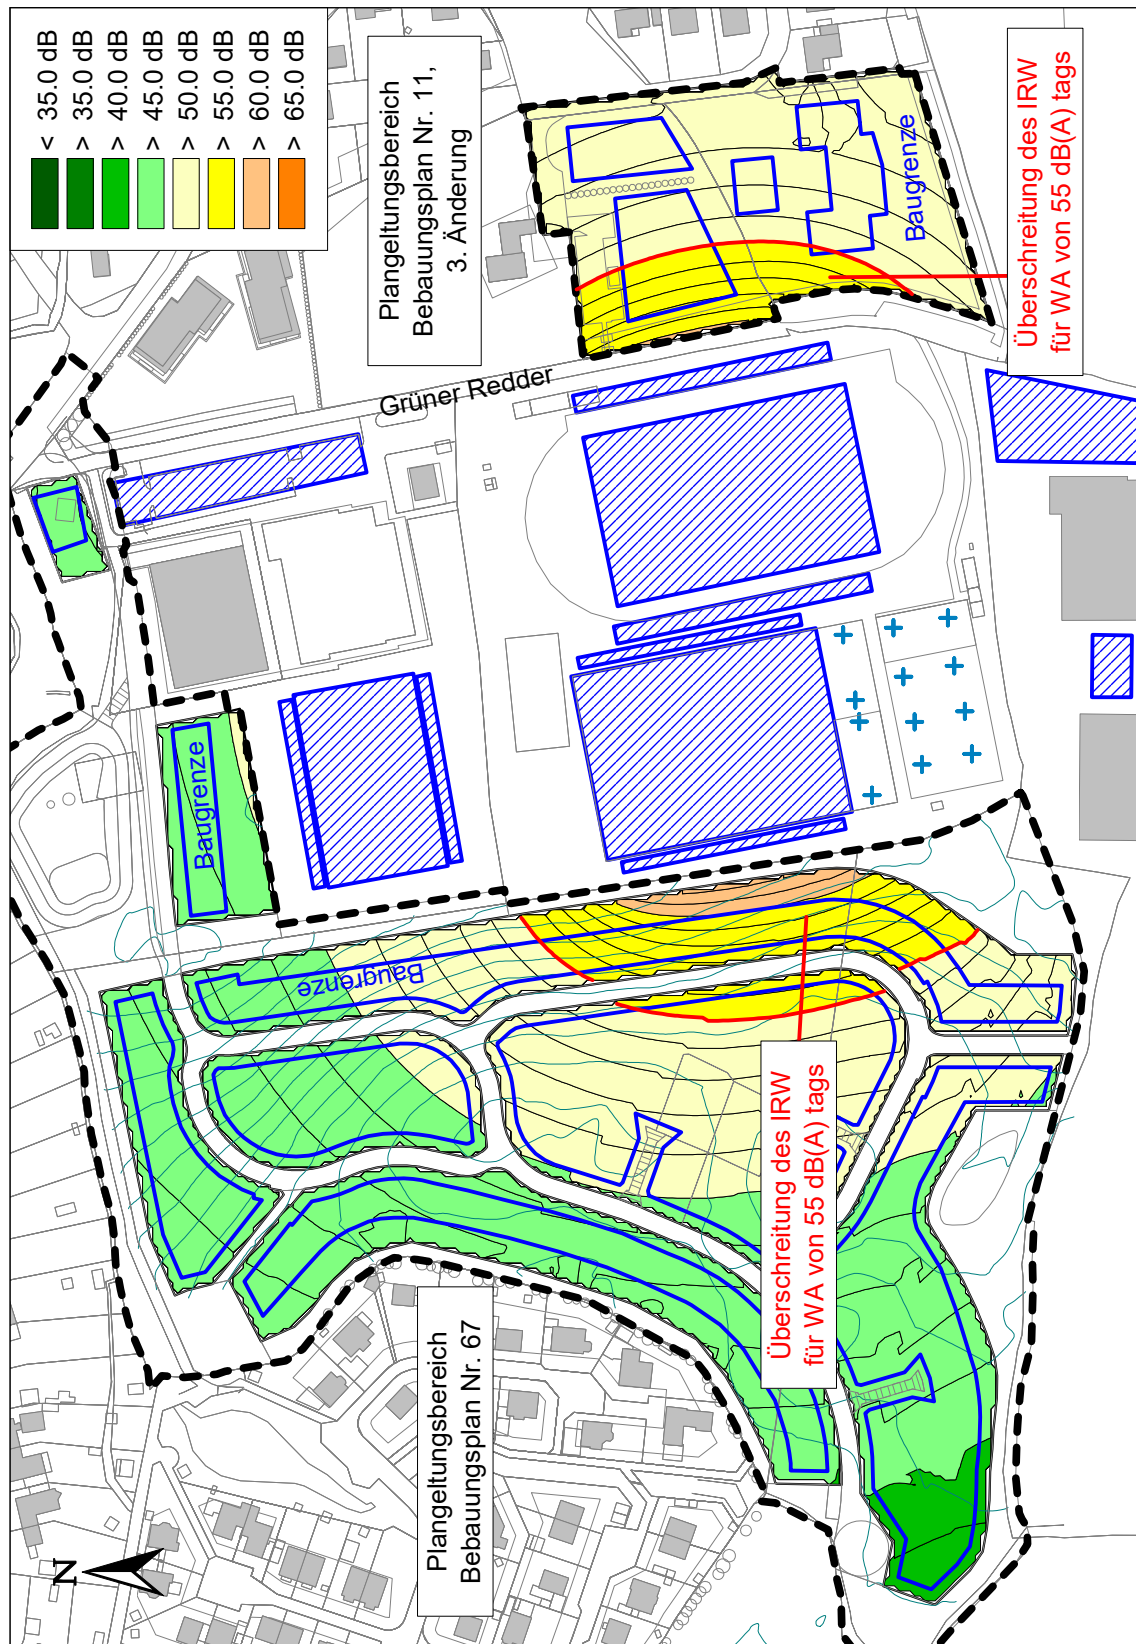 < 35.0 dB
> 35.0 dB
> 40.0 dB
> 45.0 dB
> 50.0 dB
> 55.0 dB
> 60.0 dB
> 65.0 dB
Plangeltungsbereich
Bebauungsplan Nr. 11,
3. Änderung
Überschreitung des IRW
für WA von 55 dB(A) tags
Baugrenze
Grüner Redder
Baugrenze
Baugrenze
Überschreitung des IRW
für WA von 55 dB(A) tags
Plangeltungsbereich
Bebauungsplan Nr. 67
N